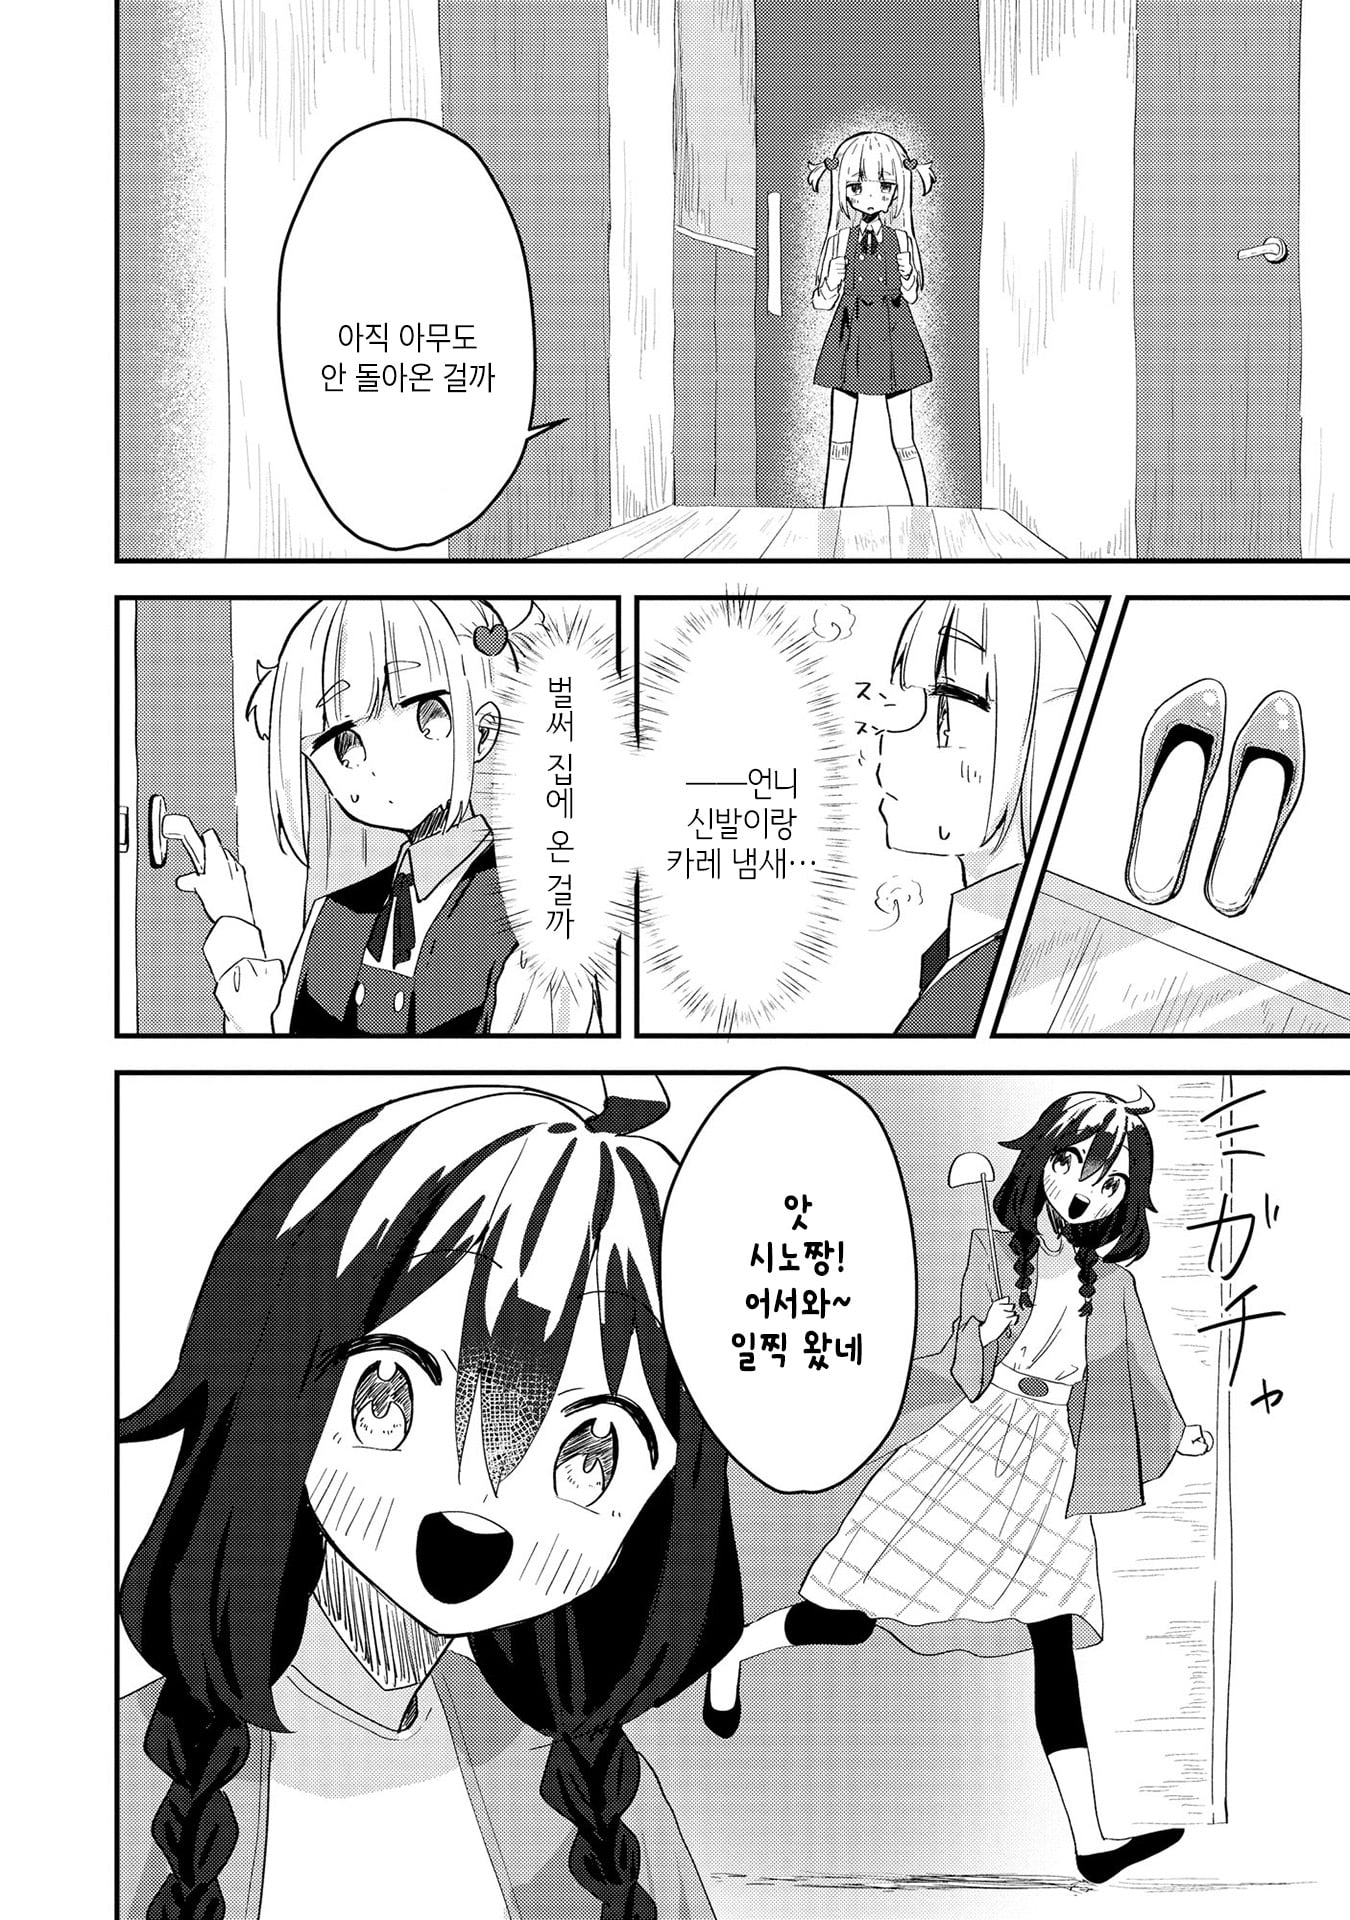 아직 아무도
안 돌아온 걸까
スン
スン
――언니
신발이랑
카레 냄새…
벌써 집에 온 걸까
ガチャ
앗
시노짱!
어서와~
일찍 왔네